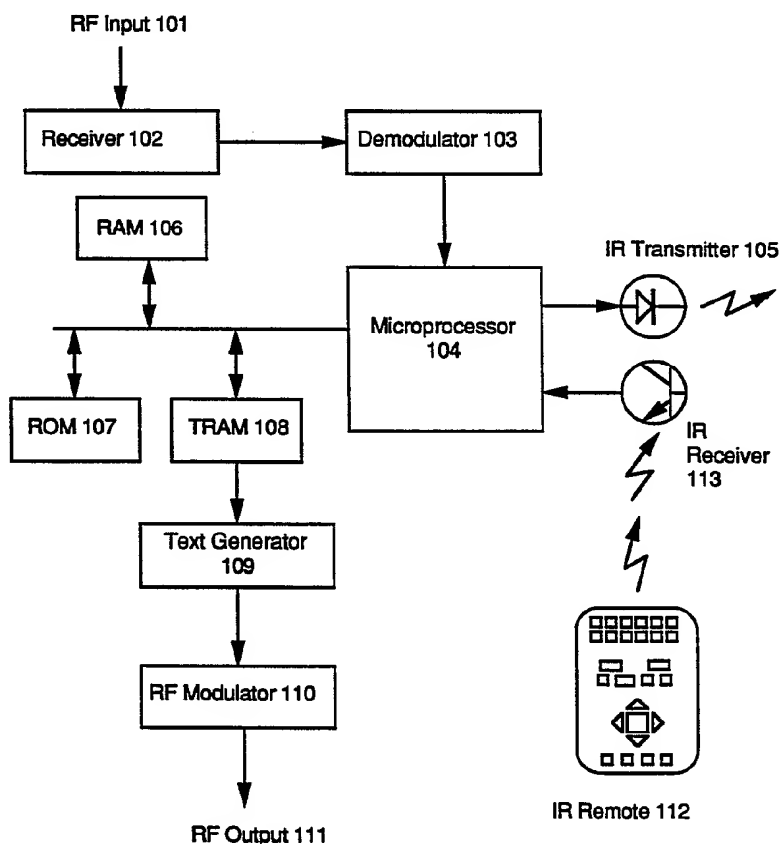 RF Input 101
Receiver 102
Demodulator 103
RAM 106
IR Transmitter 105
Microprocessor
104
ROM 107
TRAM 108
IR
Receiver
113
Text Generator
109
RF Modulator 110
IR Remote 112
RF Output 111